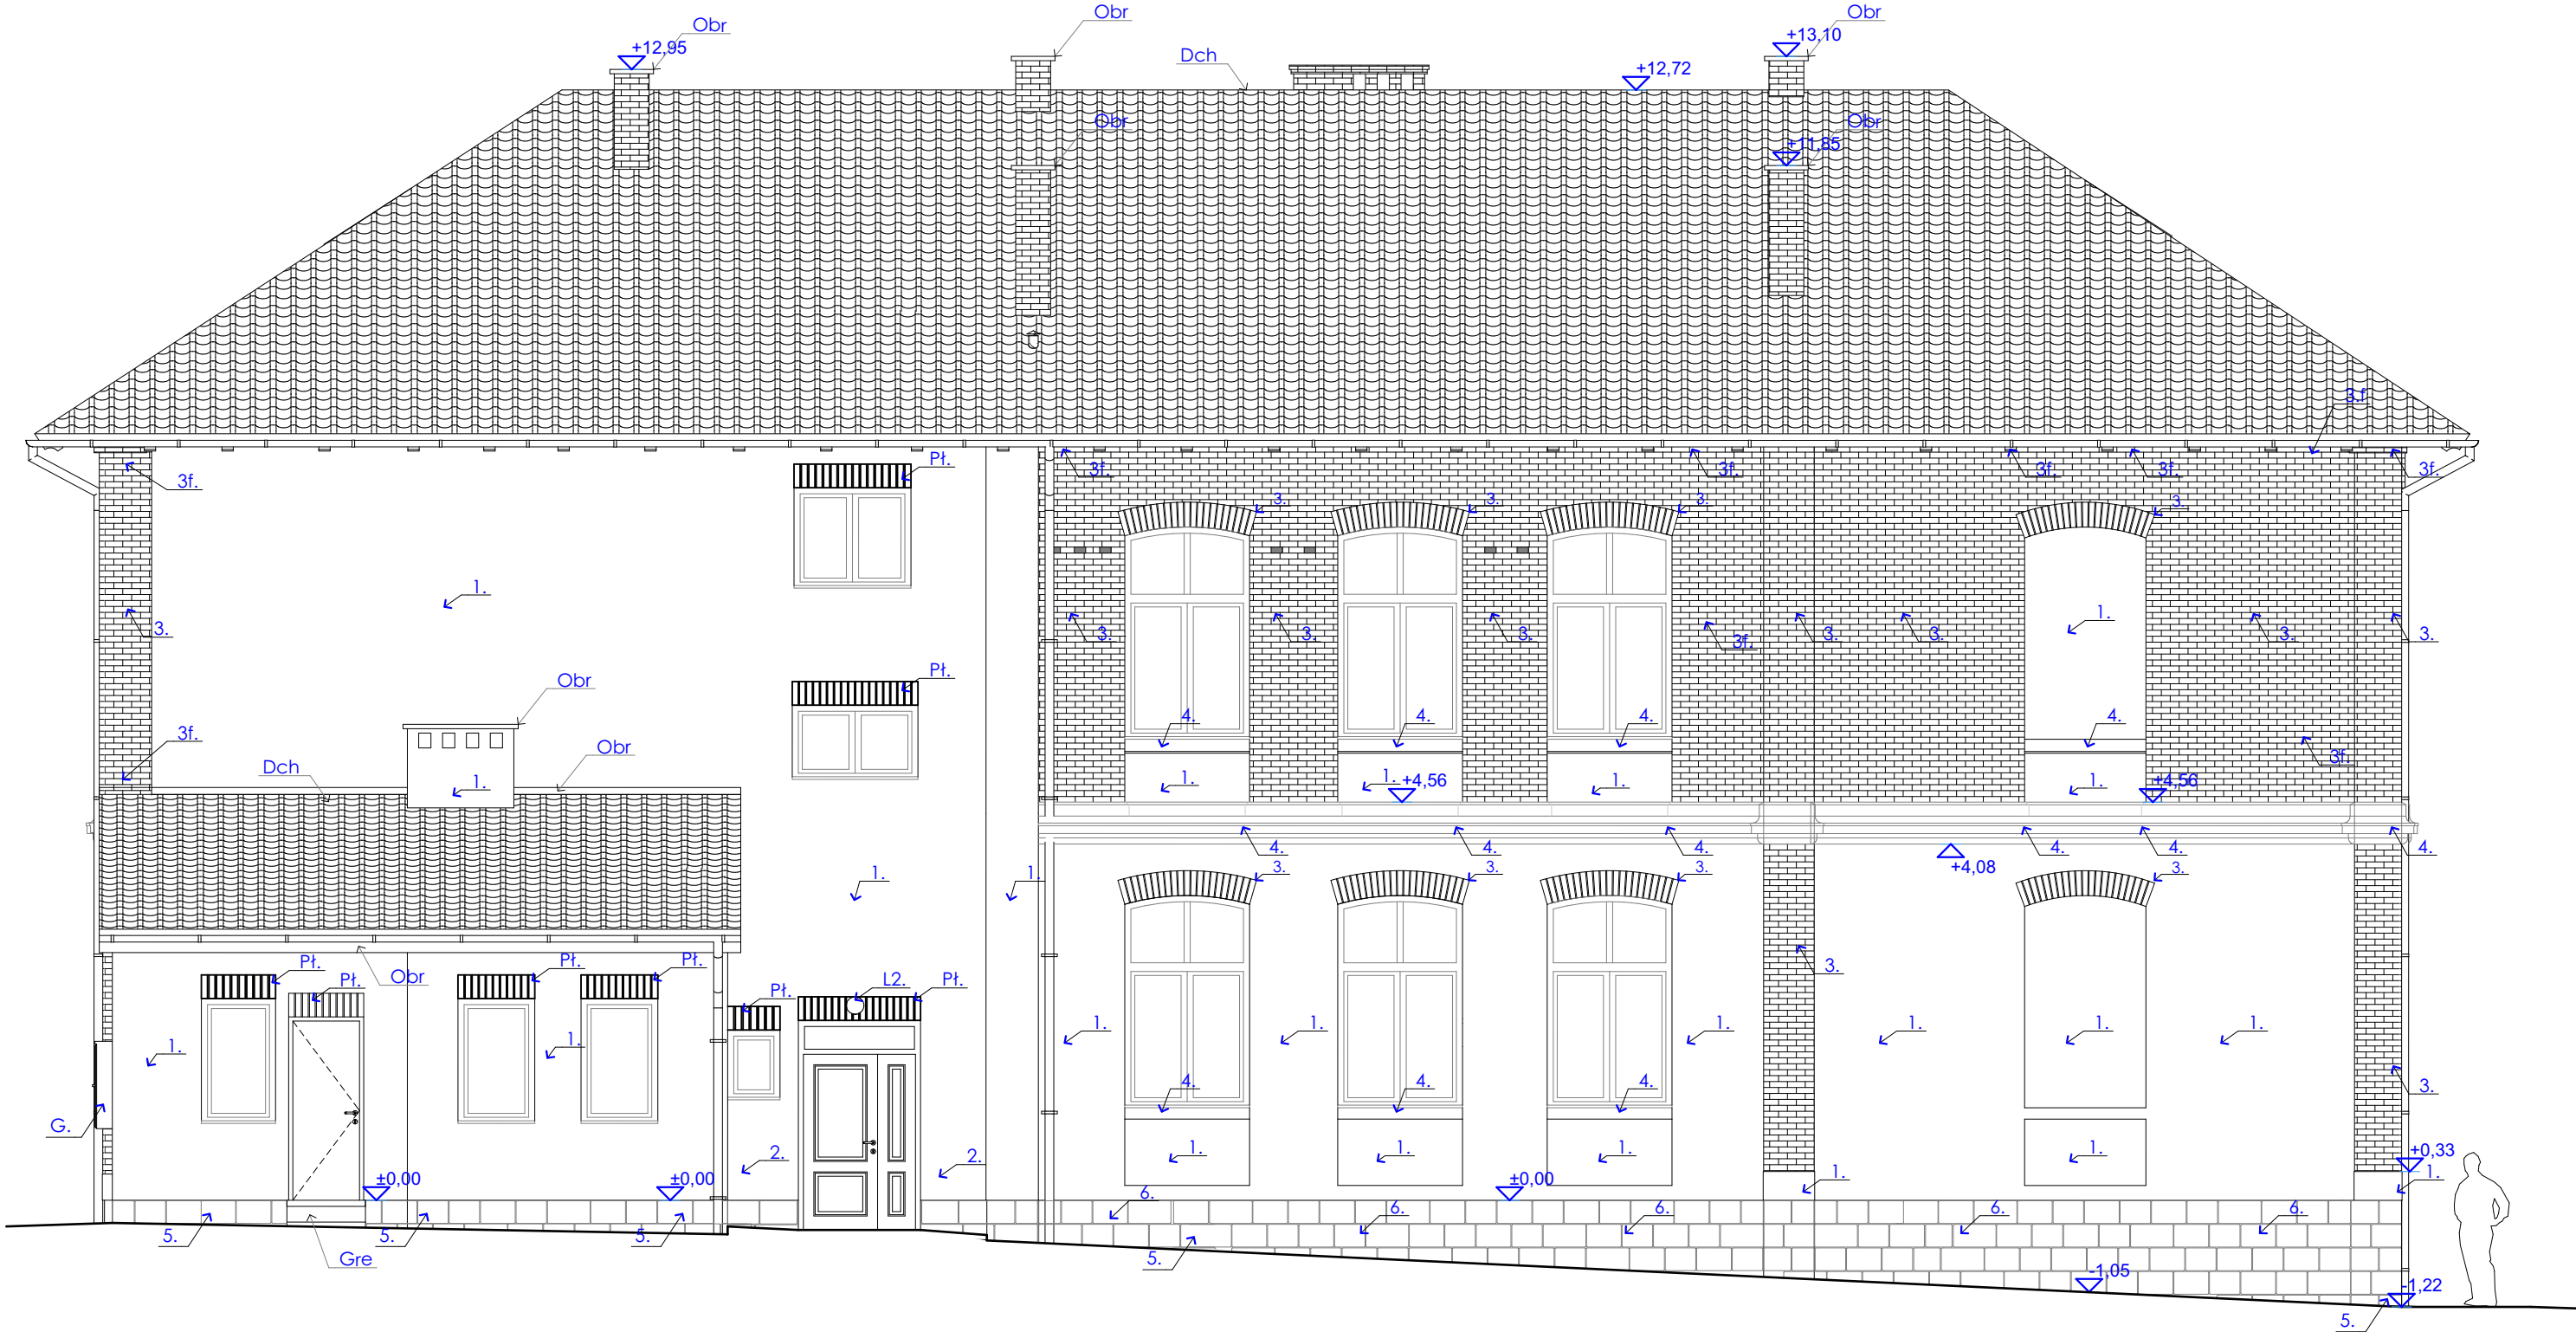 Obr
Obr
Obr
+12,95
+13,10
Dch
+12,72
Obr
Obr
+11,85
3.f
Pł.
3f.
3f.
3f.
3f.
3f.
3f.
3.
3.
3.
3.
1.
1.
3.
3.
3.
3.
3f.
3.
3.
3.
3.
Pł.
Obr
4.
4.
4.
4.
3f.
Obr
3f.
Dch
1.
1.
1.
+4,56
1.
1.
+4,56
4.
4.
4.
4.
4.
4.
+4,08
1.
1.
3.
3.
3.
3.
Pł.
Pł.
Pł.
Pł.
Obr
L2.
Pł.
Pł.
3.
1.
1.
1.
1.
1.
1.
1.
1.
4.
4.
4.
3.
G.
2.
2.
1.
1.
1.
1.
+0,33
±0,00
±0,00
±0,00
1.
1.
6.
6.
6.
6.
6.
5.
5.
5.
5.
Gre
-1,05
-1,22
5.